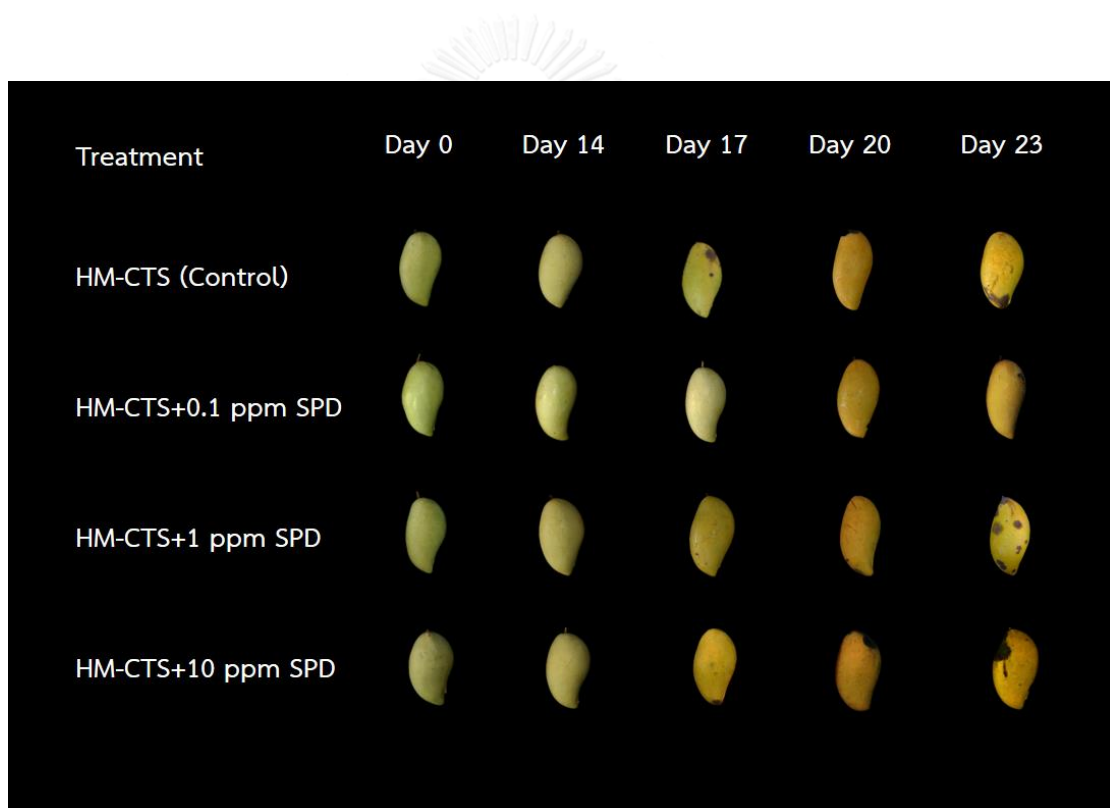 Treatment Day 0 Day 14 Day 17 Day 20 Day 23
HM-CTS (Control)
HM-CTS+0.1 ppm SPD
HM-CTS+1 ppm SPD
HM-CTS+10 ppm SPD